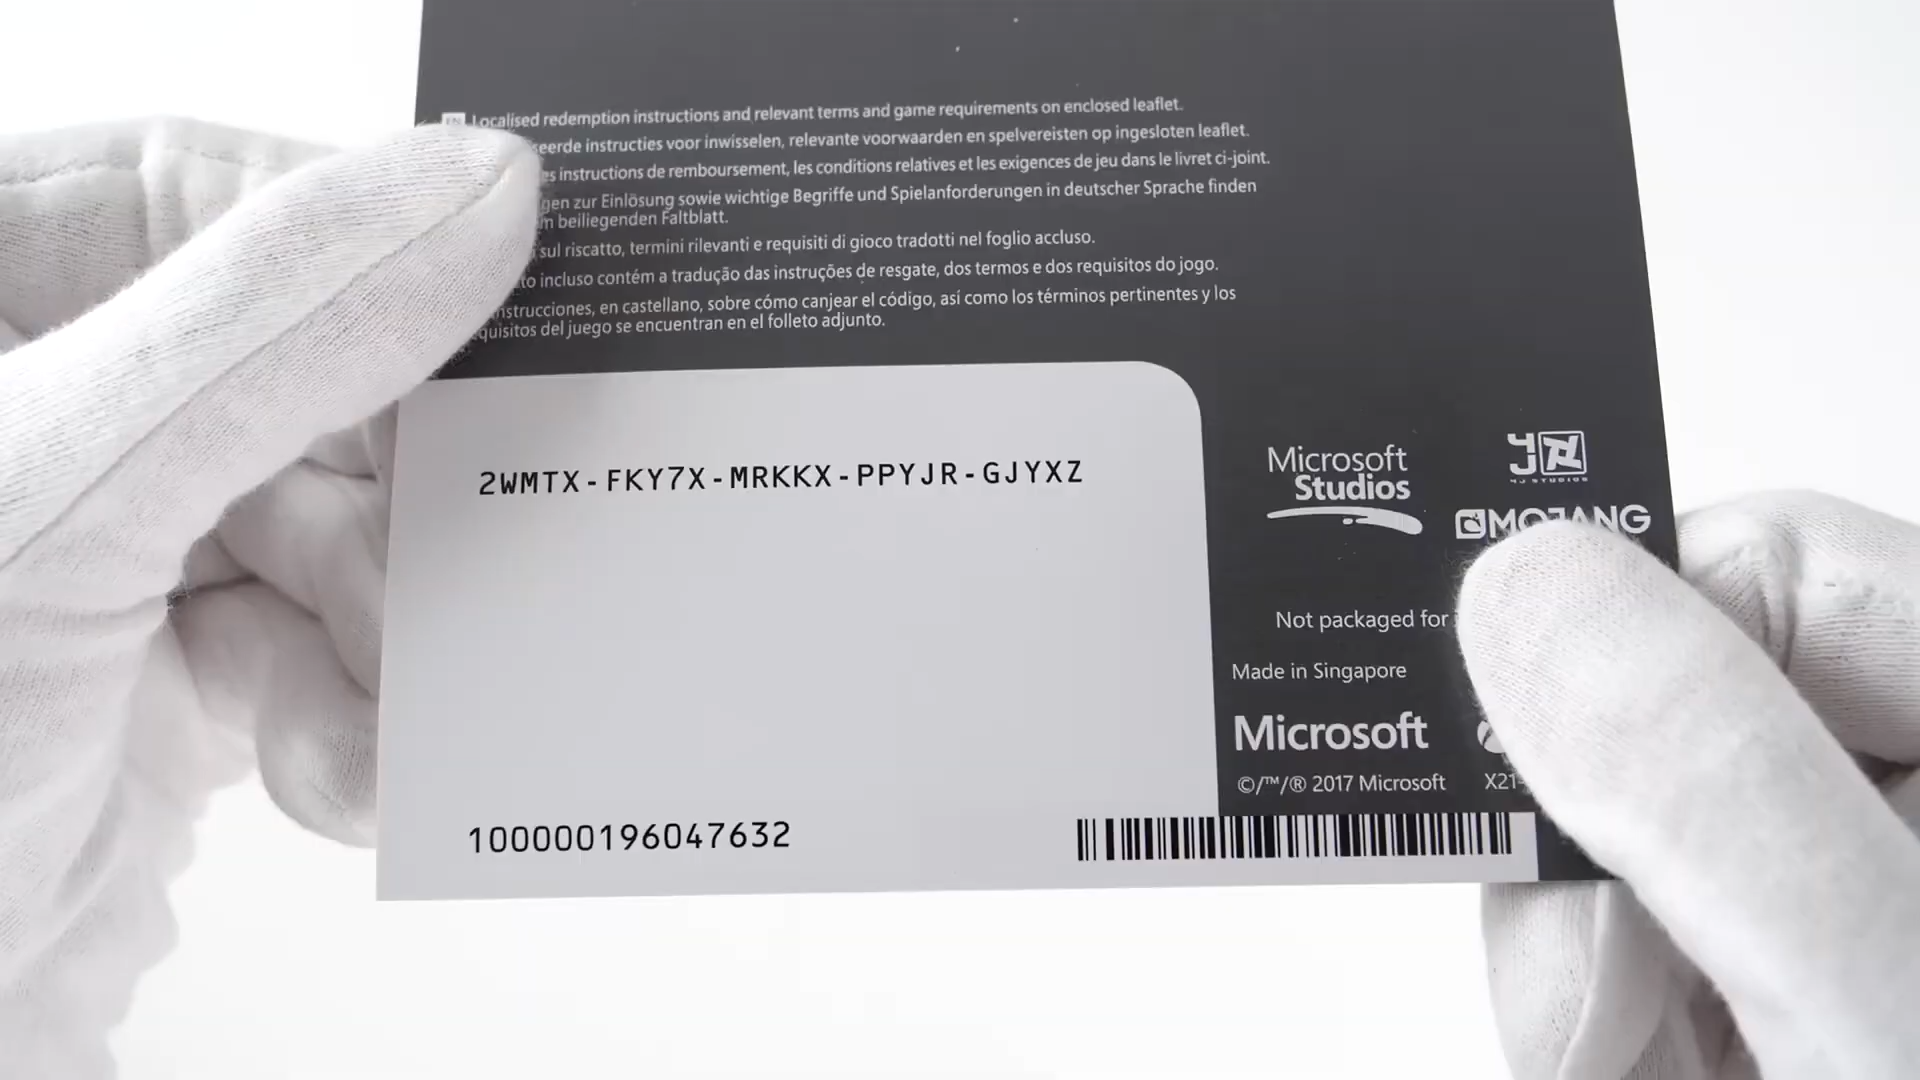 Localised redemption instructions and relevant terms and game requirements on enclosed leaflet.
instructies voor inwisselen, relevante voorwaarden en spelvereisten op ingesloten leaflet.
instructions de remboursement, les conditions relatives et les exigences de jeu dans le livret ci-joint.
zur Einlösung sowie wichtige Begriffe und Spielanforderungen in deutscher Sprache finden
beiliegenden Faltblatt.
sul riscatto, termini rilevanti e requisiti di gioco tradotti nel foglio accluso.
incluso contém a tradução das instruções de resgate, dos termos e dos requisitos do jogo.
instrucciones, en castellano, sobre cómo canjear el código, así como los términos pertinentes y los
requisitos del juego se encuentran en el folleto adjunto.
2WMTX-FKY7X-MRKKX-PPYJR-GJYXZ
Microsoft
Studios
4J STUDIOS
MOJANG
Not packaged for
Made in Singapore
Microsoft
©/™/® 2017 Microsoft
X21-
100000196047632